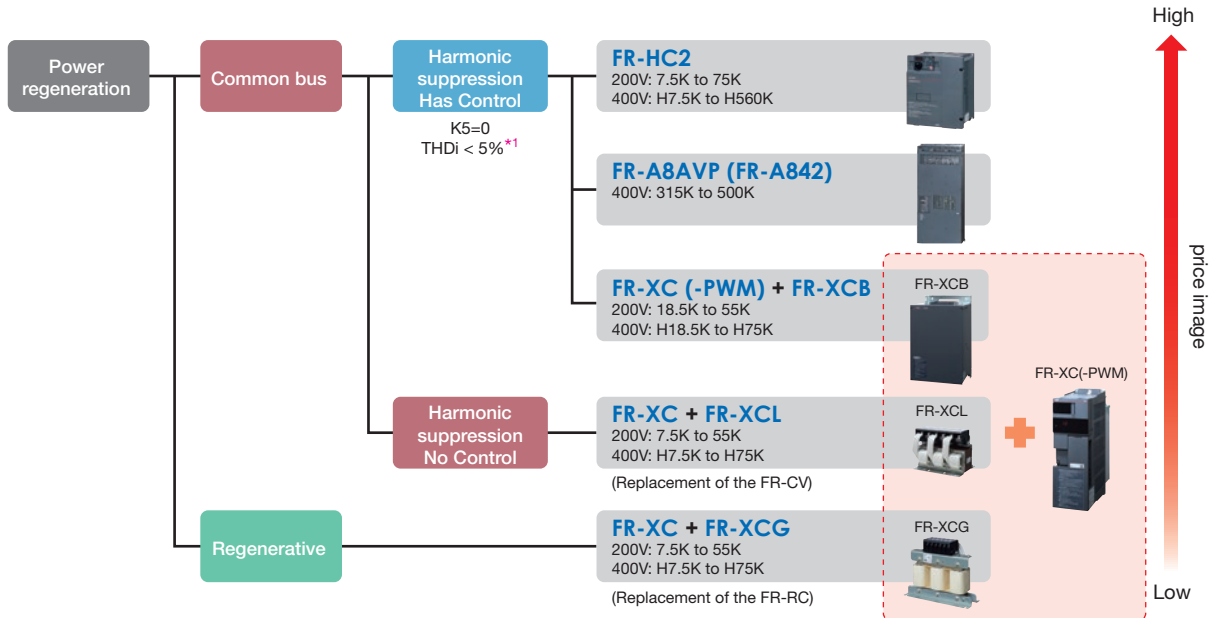 High
Power
regeneration
Common bus
Harmonic
suppression
Has Control
K5=0
THDi < 5%*1
FR-HC2
200V: 7.5K to 75K
400V: H7.5K to H560K
FR-A8AVP (FR-A842)
400V: 315K to 500K
FR-XC (-PWM) + FR-XCB
200V: 18.5K to 55K
400V: H18.5K to H75K
FR-XCB
price image
FR-XC(-PWM)
Harmonic
suppression
No Control
FR-XC + FR-XCL
200V: 7.5K to 55K
400V: H7.5K to H75K
(Replacement of the FR-CV)
FR-XCL
Regenerative
FR-XC + FR-XCG
200V: 7.5K to 55K
400V: H7.5K to H75K
(Replacement of the FR-RC)
FR-XCG
Low